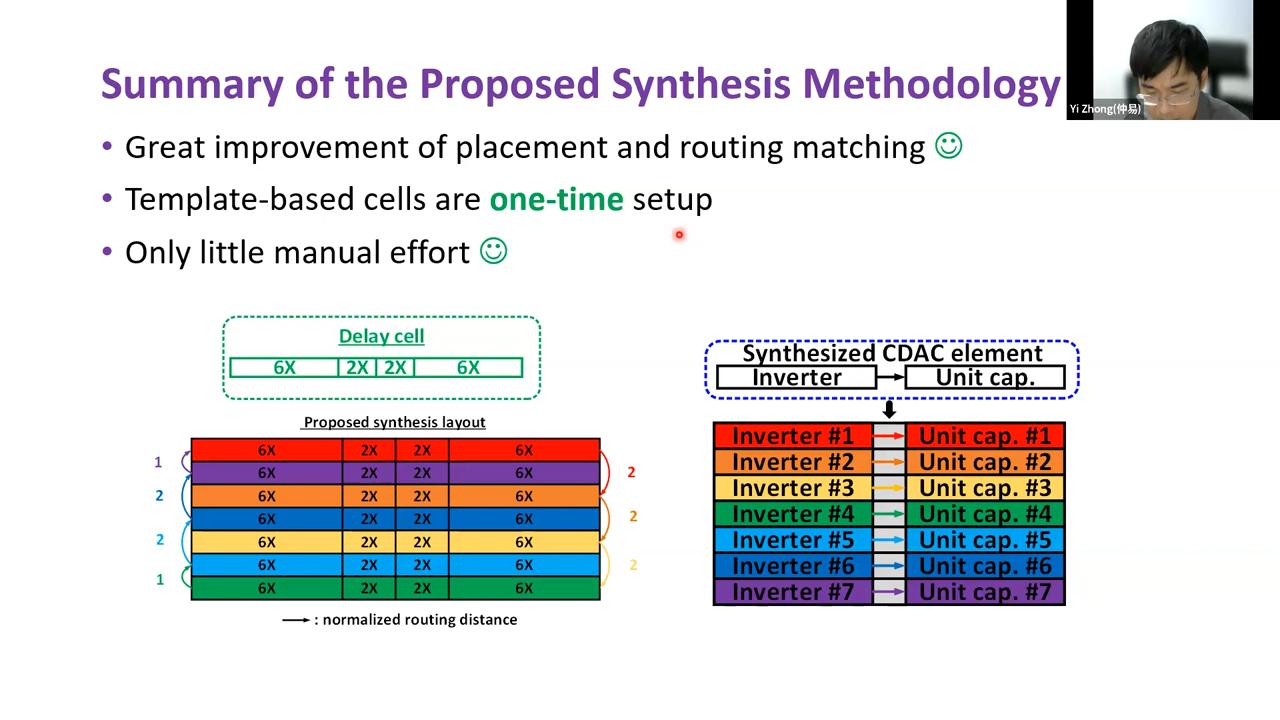 Summary of the Proposed Synthesis Methodology
Yi Zhong(仲易)
• Great improvement of placement and routing matching ☺
• Template-based cells are one-time setup
• Only little manual effort ☺
Delay cell
6X 2X 2X 6X
Proposed synthesis layout
6X 2X 2X 6X
6X 2X 2X 6X
6X 2X 2X 6X
6X 2X 2X 6X
6X 2X 2X 6X
6X 2X 2X 6X
6X 2X 2X 6X
1
2
2
1
2
2
2
: normalized routing distance
Synthesized CDAC element
Inverter Unit cap.
Inverter #1 Unit cap. #1
Inverter #2 Unit cap. #2
Inverter #3 Unit cap. #3
Inverter #4 Unit cap. #4
Inverter #5 Unit cap. #5
Inverter #6 Unit cap. #6
Inverter #7 Unit cap. #7